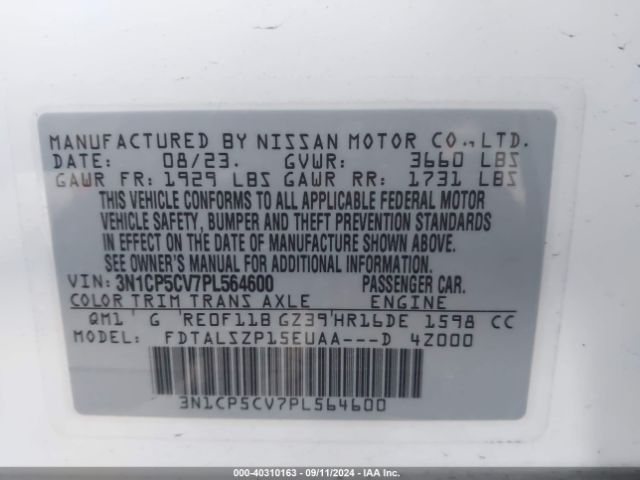 MANUFACTURED BY NISSAN MOTOR CO., LTD.
DATE: 08/23. GVWR: 3660 LBS
GAWR FR: 1929 LBS GAWR RR: 1731 LBS
THIS VEHICLE CONFORMS TO ALL APPLICABLE FEDERAL MOTOR
VEHICLE SAFETY, BUMPER AND THEFT PREVENTION STANDARDS
IN EFFECT ON THE DATE OF MANUFACTURE SHOWN ABOVE.
SEE OWNER'S MANUAL FOR ADDITIONAL INFORMATION.
VIN: 3N1CP5CV7PL564600 PASSENGER CAR.
COLOR TRIM TRANS AXLE ENGINE
QM1 G RE0F11B GZ39 HR16DE 1598 CC
MODEL: FDTALSZP15EUAA---D 4Z000
3N1CP5CV7PL564600
000-40310163 - 09/11/2024 - IAA Inc.